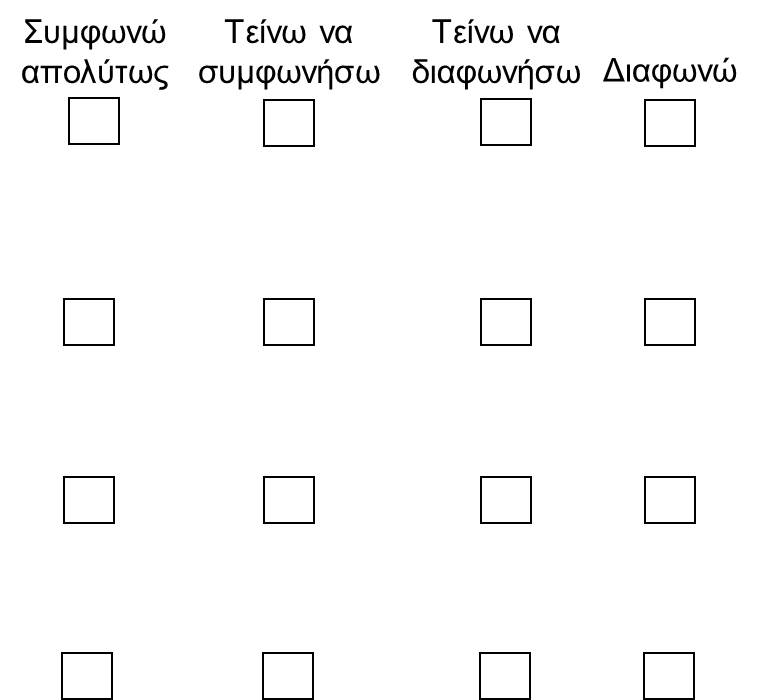 Συμφωνώ
απολύτως
Τείνω να
συμφωνήσω
Τείνω να
διαφωνήσω
Διαφωνώ